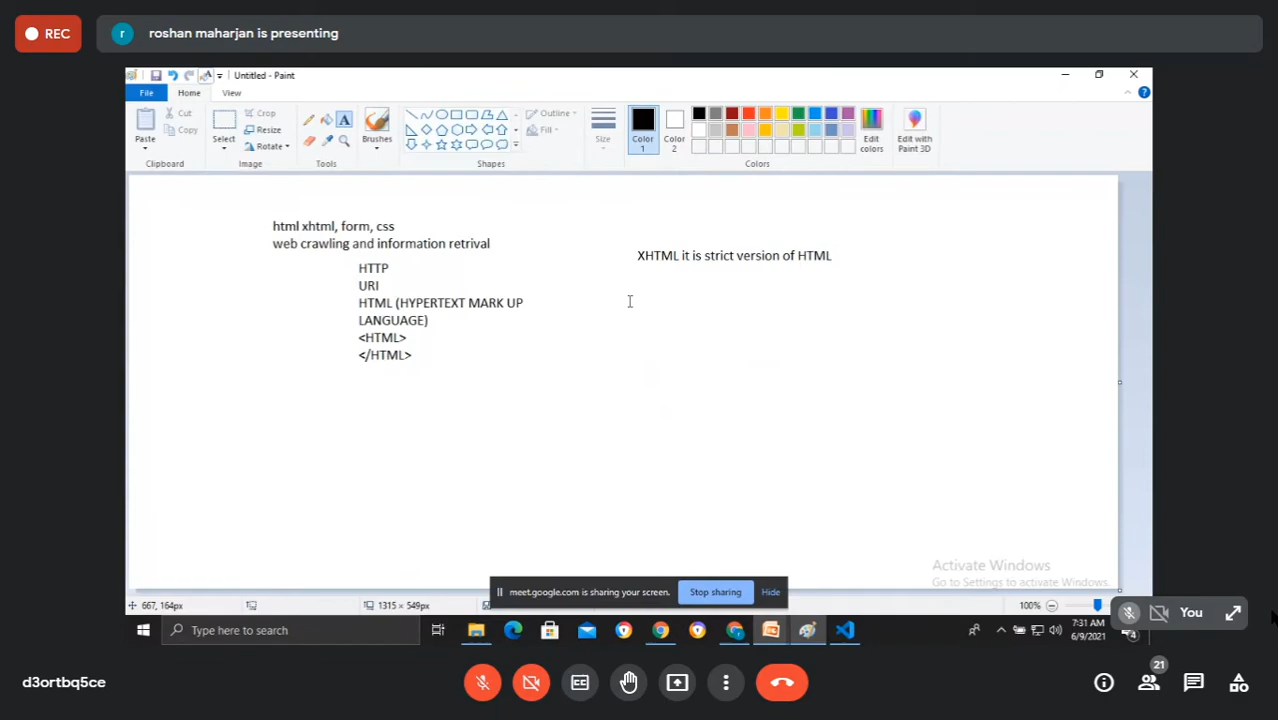 REC
r
roshan maharjan is presenting
Untitled - Paint
File
Home
View
Paste
Cut
Copy
Clipboard
Select
Crop
Resize
Rotate
Image
A
Tools
Brushes
Outline
Fill
Shapes
Size
Color 1
Color 2
Edit colors
Colors
Edit with Paint 3D
html xhtml, form, css
web crawling and information retrival
HTTP
URI
HTML (HYPERTEXT MARK UP
LANGUAGE)
<HTML>
</HTML>
XHTML it is strict version of HTML
Activate Windows
Go to Settings to activate Windows.
meet.google.com is sharing your screen.
Stop sharing
Hide
667, 164px
1315 × 549px
100%
You
Type here to search
7:31 AM
6/9/2021
4
d3ortbq5ce
CC
21